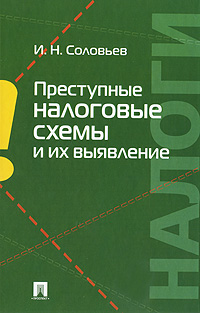 И. Н. Соловьев
Преступные
налоговые
схемы
и их выявление
НАЛОГИ
!